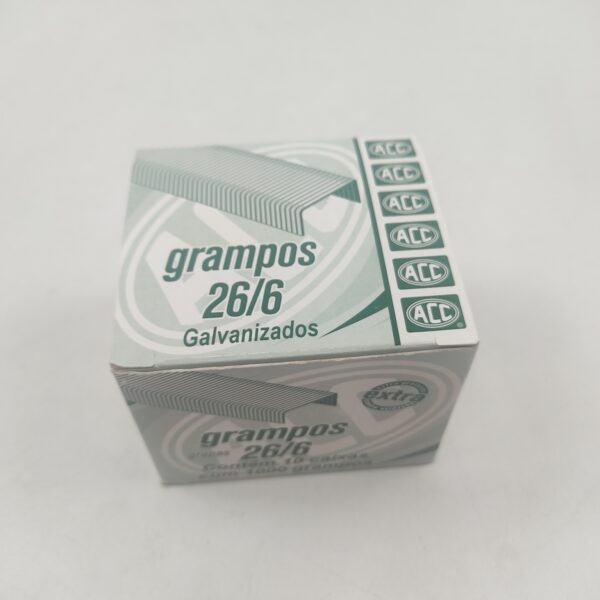 ACC
ACC
ACC
ACC
ACC
ACC®
grampos
26/6
Galvanizados
extra
grampos
grapas 26/6
Contém 10 caixas
com 1000 grampos